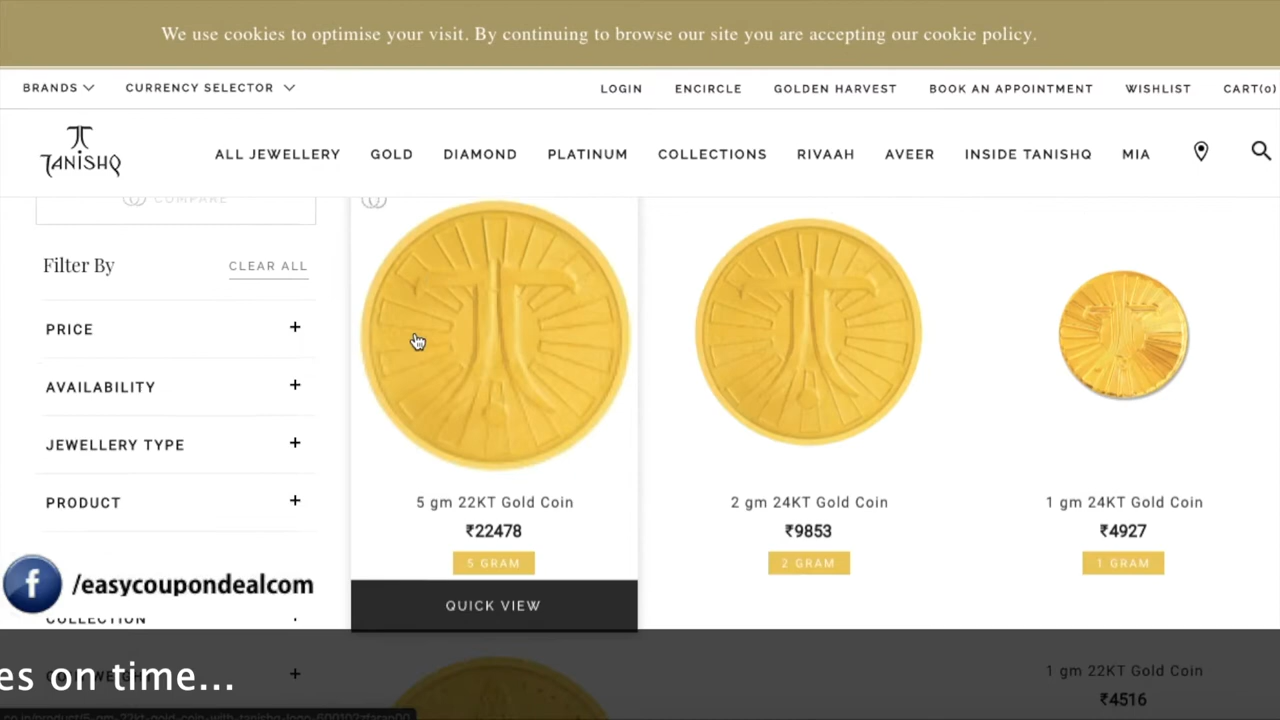 We use cookies to optimise your visit. By continuing to browse our site you are accepting our cookie policy.
BRANDS CURRENCY SELECTOR LOGIN ENCIRCLE GOLDEN HARVEST BOOK AN APPOINTMENT WISHLIST CART(0)
TANISHQ ALL JEWELLERY GOLD DIAMOND PLATINUM COLLECTIONS RIVAAH AVEER INSIDE TANISHQ MIA
COMPARE
Filter By CLEAR ALL
PRICE +
AVAILABILITY +
JEWELLERY TYPE +
PRODUCT +
COLLECTION
5 gm 22KT Gold Coin
₹22478
5 GRAM
QUICK VIEW
2 gm 24KT Gold Coin
₹9853
2 GRAM
1 gm 24KT Gold Coin
₹4927
1 GRAM
f /easycoupondealcom
es on time...
1 gm 22KT Gold Coin
₹4516